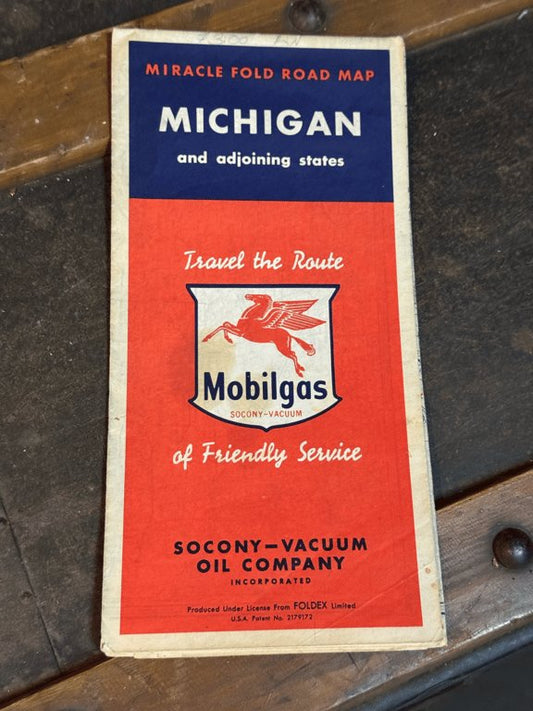 MIRACLE FOLD ROAD MAP
MICHIGAN
and adjoining states
Travel the Route
Mobilgas
SOCONY-VACUUM
of Friendly Service
SOCONY-VACUUM
OIL COMPANY
INCORPORATED
Produced Under License From FOLDEX Limited
U.S.A. Patent No. 2179172